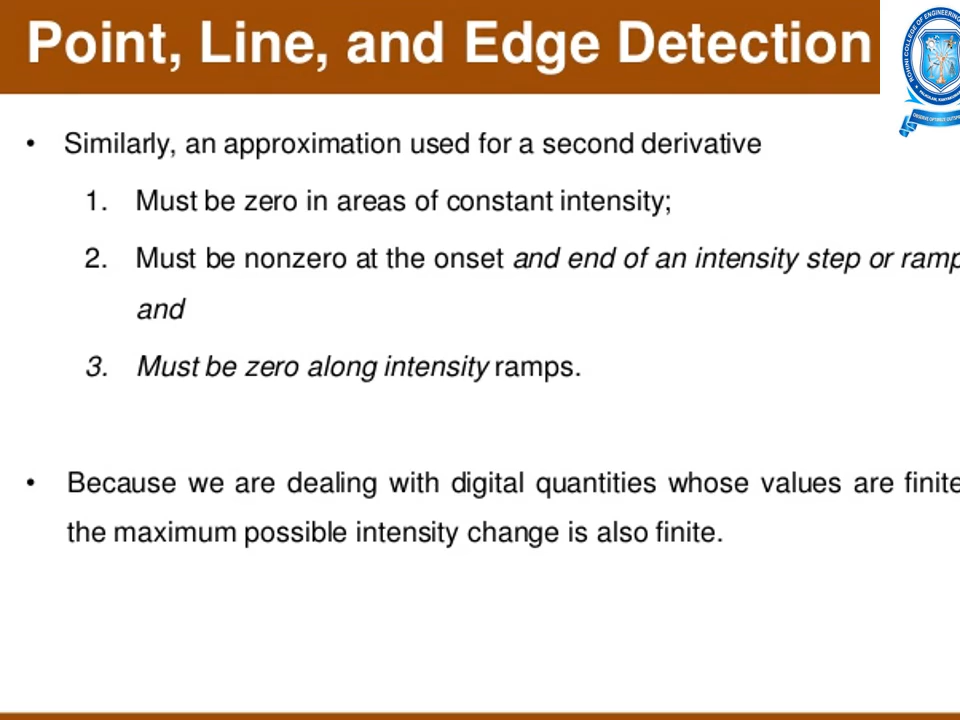 Point, Line, and Edge Detection
• Similarly, an approximation used for a second derivative
1. Must be zero in areas of constant intensity;
2. Must be nonzero at the onset and end of an intensity step or ramp
and
3. Must be zero along intensity ramps.
• Because we are dealing with digital quantities whose values are finite
the maximum possible intensity change is also finite.